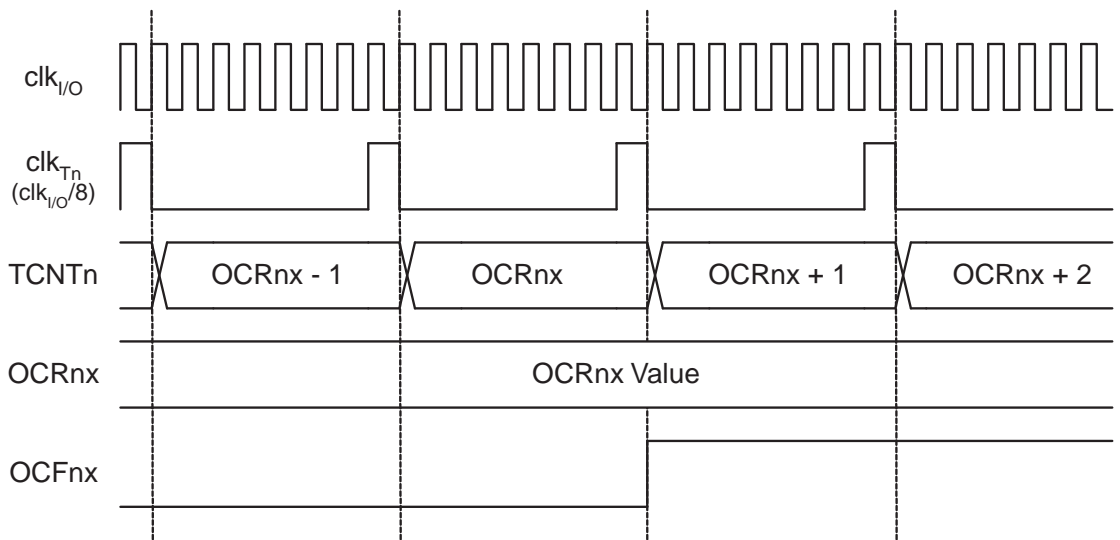 clkI/O
clkTn
(clkI/O/8)
TCNTn OCRnx - 1 OCRnx OCRnx + 1 OCRnx + 2
OCRnx OCRnx Value
OCFnx